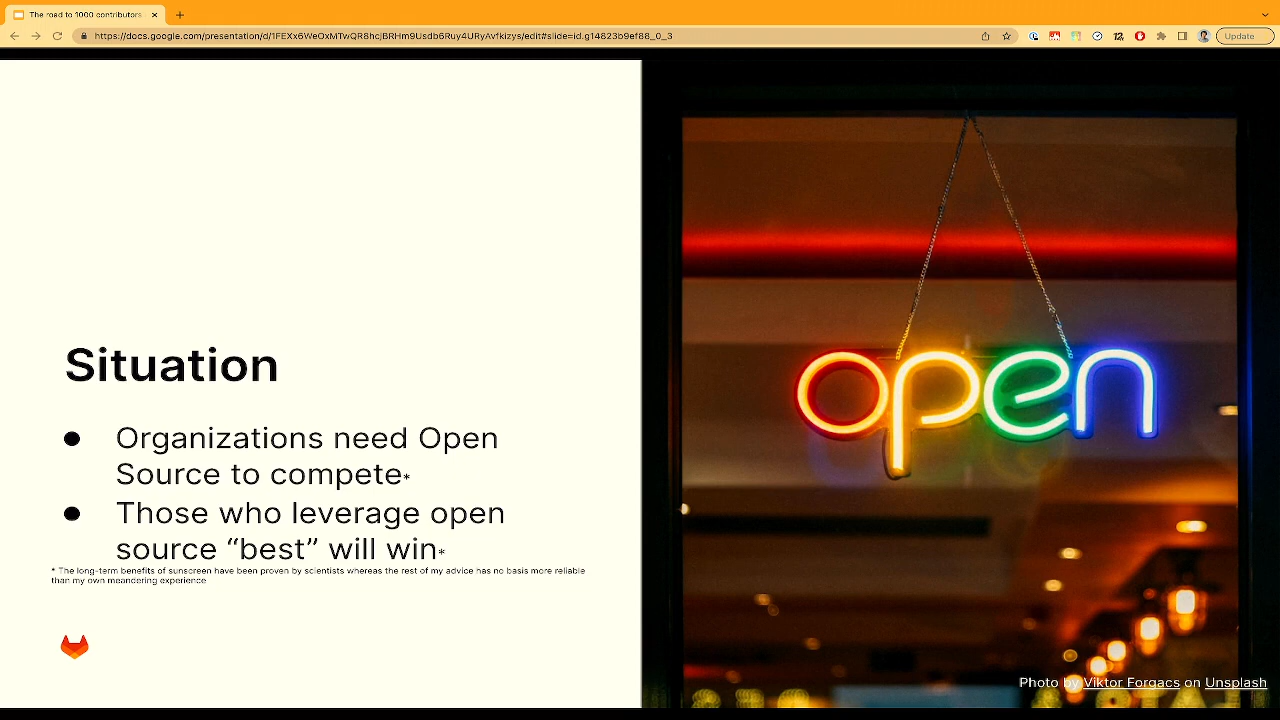 The road to 1000 contributors
https://docs.google.com/presentation/d/1FEXx6WeOxMTwQR8hcJBRHm9Usdb6Ruy4URyAvfkizys/edit#slide=id.g14823b9ef88_0_3
Update
Situation
● Organizations need Open
Source to compete*
● Those who leverage open
source “best” will win*
* The long-term benefits of sunscreen have been proven by scientists whereas the rest of my advice has no basis more reliable
than my own meandering experience
open
Photo by Viktor Forgacs on Unsplash